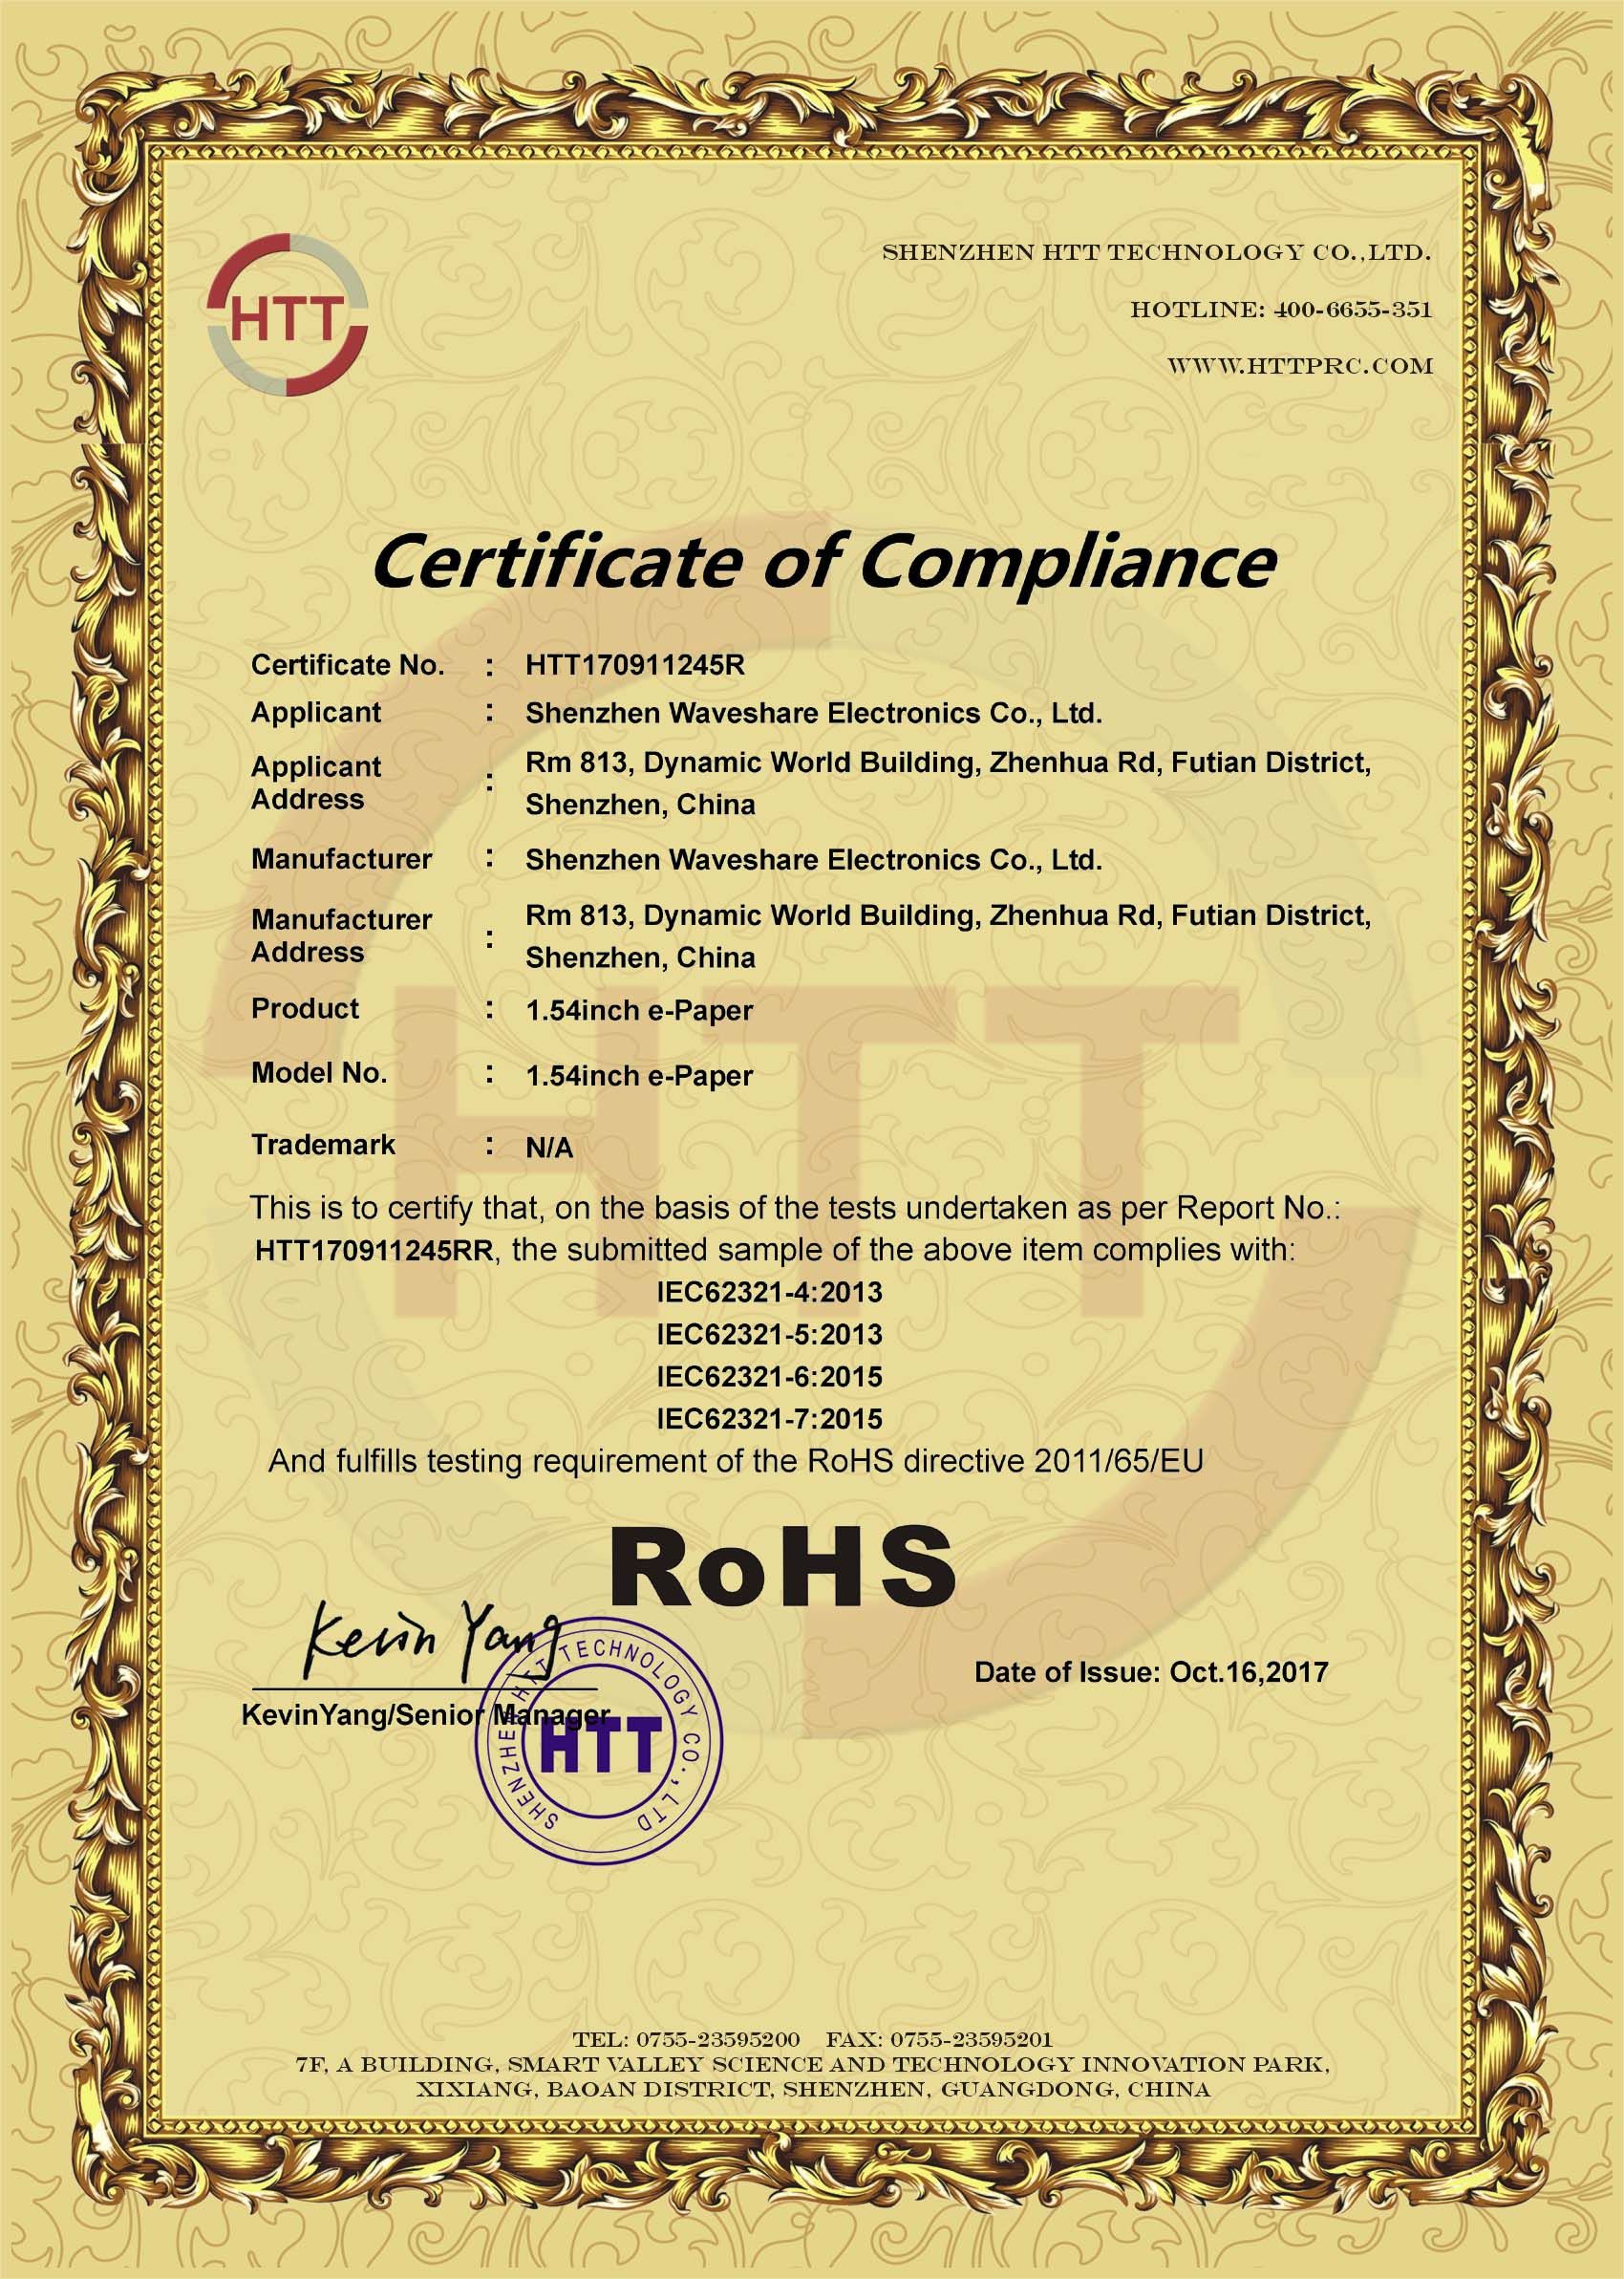 HTT
SHENZHEN HTT TECHNOLOGY CO.,LTD.
HOTLINE: 400-6655-351
WWW.HTTPRC.COM
Certificate of Compliance
Certificate No. : HTT170911245R
Applicant : Shenzhen Waveshare Electronics Co., Ltd.
Applicant Address : Rm 813, Dynamic World Building, Zhenhua Rd, Futian District,
Shenzhen, China
Manufacturer : Shenzhen Waveshare Electronics Co., Ltd.
Manufacturer Address : Rm 813, Dynamic World Building, Zhenhua Rd, Futian District,
Shenzhen, China
Product : 1.54inch e-Paper
Model No. : 1.54inch e-Paper
Trademark : N/A
This is to certify that, on the basis of the tests undertaken as per Report No.:
HTT170911245RR, the submitted sample of the above item complies with:
IEC62321-4:2013
IEC62321-5:2013
IEC62321-6:2015
IEC62321-7:2015
And fulfills testing requirement of the RoHS directive 2011/65/EU
RoHS
Kevin Yang
KevinYang/Senior Manager
SHENZHEN HTT TECHNOLOGY CO.,LTD
HTT
Date of Issue: Oct.16,2017
TEL: 0755-23595200 FAX: 0755-23595201
7F, A BUILDING, SMART VALLEY SCIENCE AND TECHNOLOGY INNOVATION PARK,
XIXIANG, BAOAN DISTRICT, SHENZHEN, GUANGDONG, CHINA
HTT